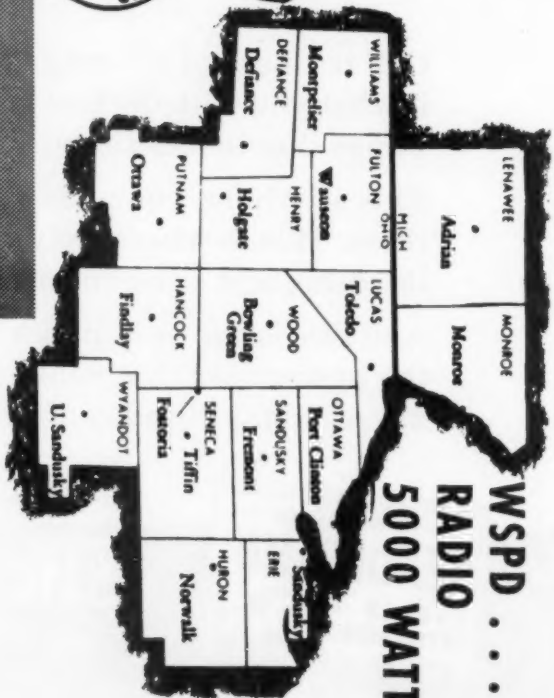 WSPD . . .
RADIO
5000 WATT
LENAWEE
Adrian
MONROE
Monroe
MICH
OHIO
WILLIAMS
Montpelier
FULTON
Wauseon
LUCAS
Toledo
OTTAWA
Port Clinton
DEFIANCE
Defiance
HENRY
Holgate
WOOD
Bowling
Green
SANDUSKY
Fremont
ERIE
Sandusky
PUTNAM
Ottawa
HANCOCK
Findlay
SENECA
Tiffin
Fostoria
HURON
Norwalk
WYANDOT
U. Sandusky